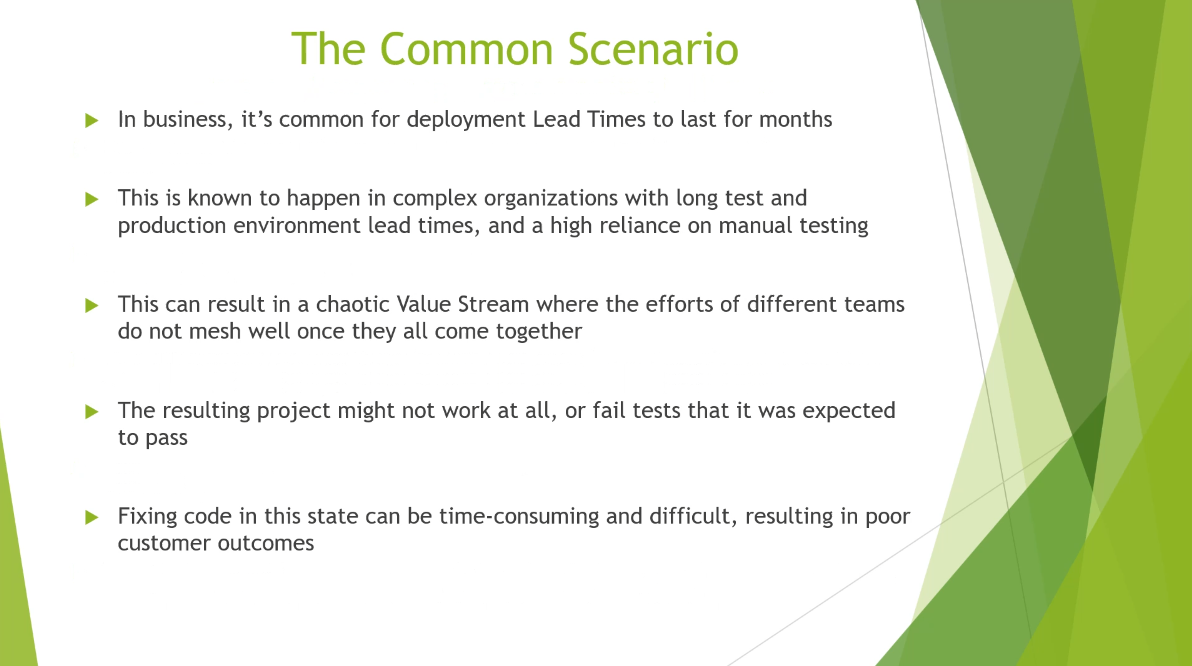 The Common Scenario
In business, it’s common for deployment Lead Times to last for months
This is known to happen in complex organizations with long test and
production environment lead times, and a high reliance on manual testing
This can result in a chaotic Value Stream where the efforts of different teams
do not mesh well once they all come together
The resulting project might not work at all, or fail tests that it was expected
to pass
Fixing code in this state can be time-consuming and difficult, resulting in poor
customer outcomes